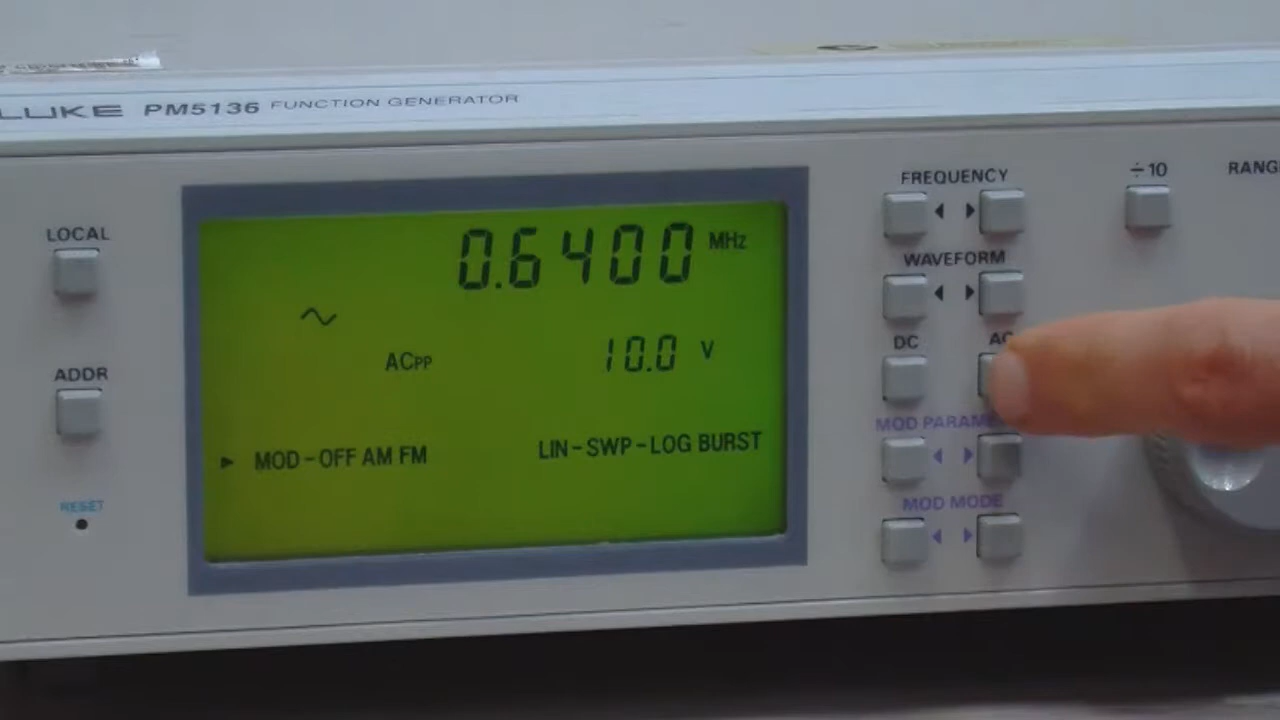 LUKE PM5136 FUNCTION GENERATOR
LOCAL
ADDR
RESET
0.6400 MHz
ACPP 10.0 V
MOD-OFF AM FM LIN-SWP-LOG BURST
FREQUENCY
WAVEFORM
DC AC
MOD PARAME
MOD MODE
÷10
RANG